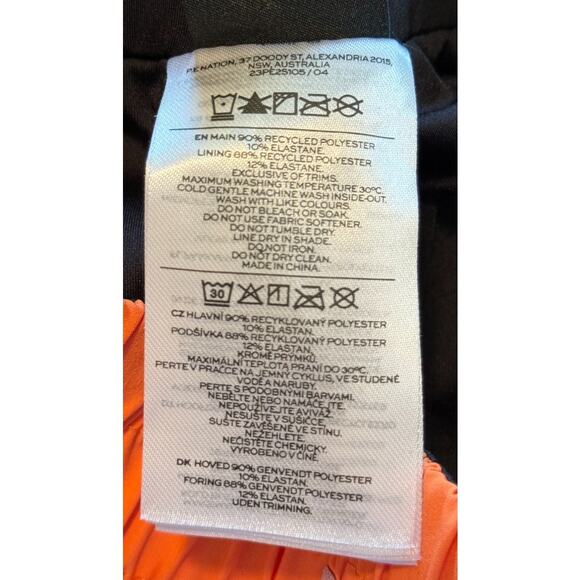 P.E NATION, 37 DOODY ST, ALEXANDRIA 2015,
NSW, AUSTRALIA
23PE2S105 / 04
EN MAIN 90% RECYCLED POLYESTER
10% ELASTANE.
LINING 88% RECYCLED POLYESTER
12% ELASTANE.
EXCLUSIVE OF TRIMS.
MAXIMUM WASHING TEMPERATURE 30ºC.
COLD GENTLE MACHINE WASH INSIDE-OUT.
WASH WITH LIKE COLOURS.
DO NOT BLEACH OR SOAK.
DO NOT USE FABRIC SOFTENER.
DO NOT TUMBLE DRY.
LINE DRY IN SHADE.
DO NOT IRON.
DO NOT DRY CLEAN.
MADE IN CHINA.
30
CZ HLAVNÍ 90% RECYKLOVANÝ POLYESTER
10% ELASTAN.
PODŠÍVKA 88% RECYKLOVANÝ POLYESTER
12% ELASTAN.
KROMĚ PRÝMKŮ.
MAXIMÁLNÍ TEPLOTA PRANÍ DO 30ºC.
PERTE V PRAČCE NA JEMNÝ CYKLUS, VE STUDENÉ
VODĚ A NARUBY.
PERTE S PODOBNÝMI BARVAMI.
NEBĚLTE NEBO NAMÁČEJTE.
NEPOUŽÍVEJTE AVIVÁŽ.
NESUŠTE V SUŠIČCE.
SUŠTE ZAVĚŠENÉ VE STÍNU.
NEŽEHLETE.
NEČISTĚTE CHEMICKY.
VYROBENO V ČÍNĚ.
DK HOVED 90% GENVENDT POLYESTER
10% ELASTAN.
FORING 88% GENVENDT POLYESTER
12% ELASTAN.
UDEN TRIMNING.